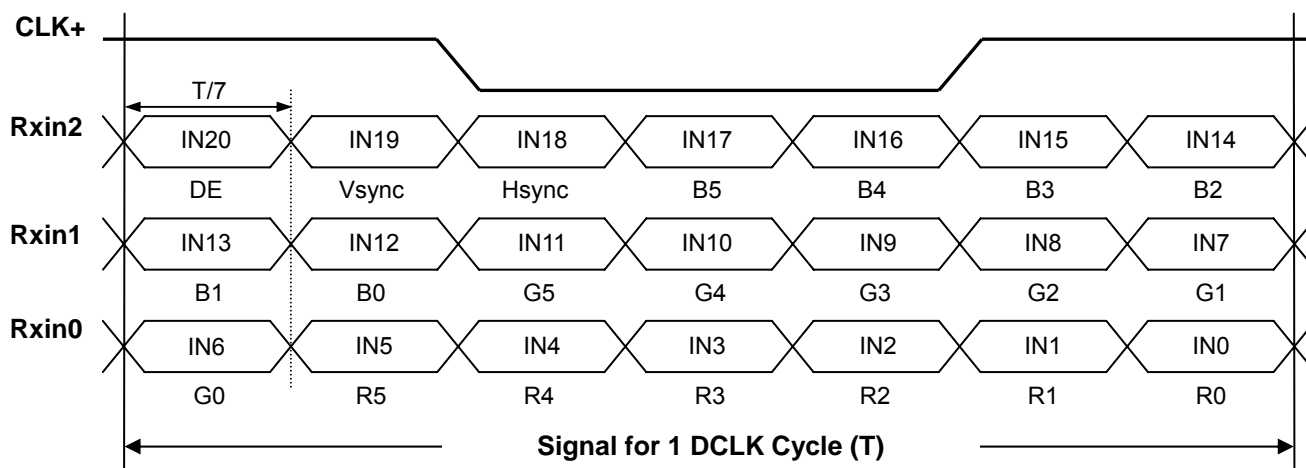 CLK+
T/7
Rxin2 IN20 IN19 IN18 IN17 IN16 IN15 IN14
DE Vsync Hsync B5 B4 B3 B2
Rxin1 IN13 IN12 IN11 IN10 IN9 IN8 IN7
B1 B0 G5 G4 G3 G2 G1
Rxin0 IN6 IN5 IN4 IN3 IN2 IN1 IN0
G0 R5 R4 R3 R2 R1 R0
Signal for 1 DCLK Cycle (T)